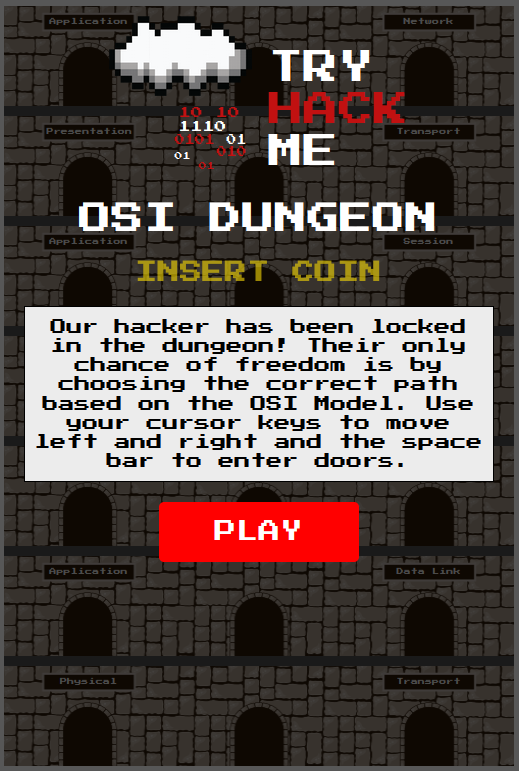 Application
Network
TRY
HACK
ME
10 10
1110
0101 01
01 010
01
Presentation
Transport
OSI DUNGEON
Application
Session
INSERT COIN
Our hacker has been locked
in the dungeon! Their only
chance of freedom is by
choosing the correct path
based on the OSI Model. Use
your cursor keys to move
left and right and the space
bar to enter doors.
PLAY
Application
Data Link
Physical
Transport